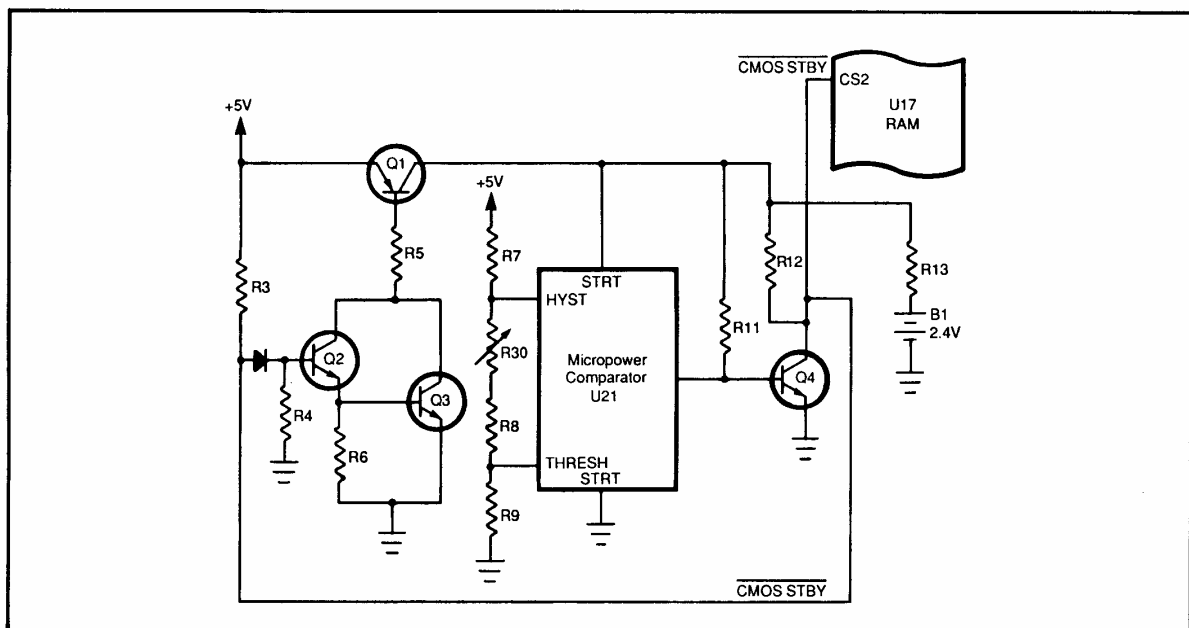 CMOS STBY
CS2
U17
RAM
+5V
Q1
+5V
R5
R7
R3
STRT
HYST
R12
R13
R11
B1
2.4V
Q2
R30
Micropower
Comparator
U21
Q4
Q3
R4
R8
R6
THRESH
STRT
R9
CMOS STBY